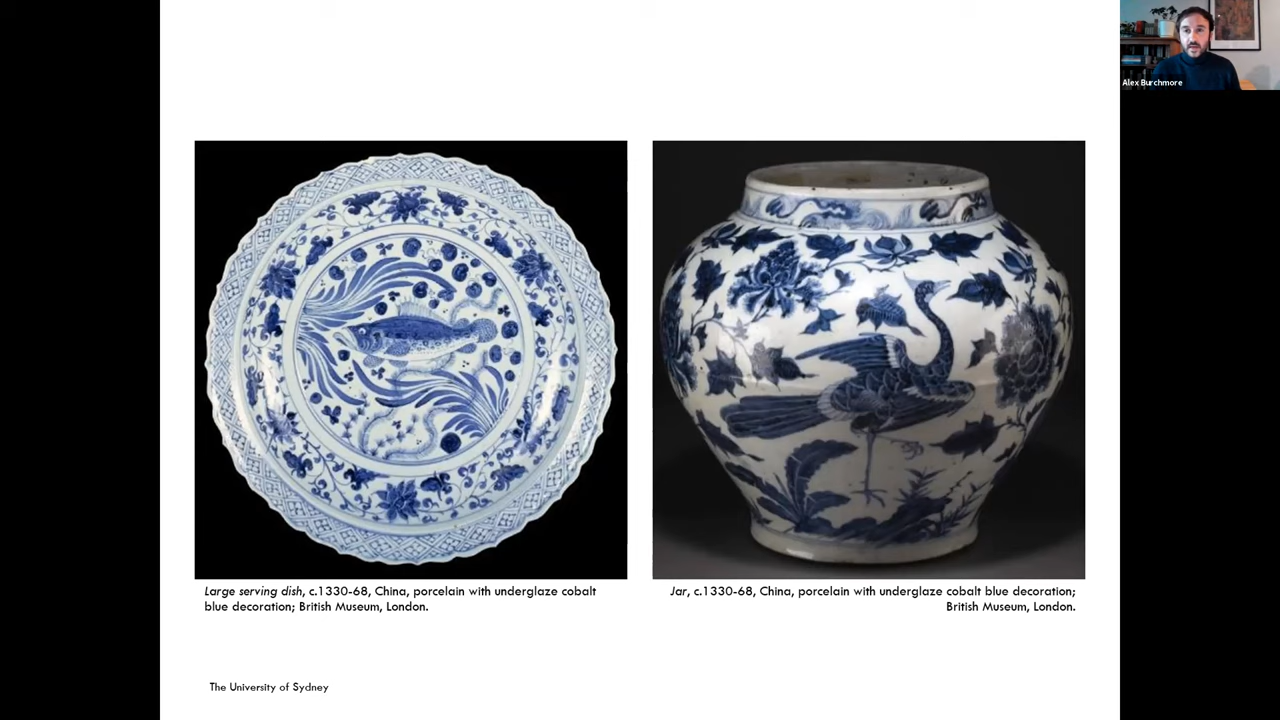 Alex Burchmore
Large serving dish, c.1330-68, China, porcelain with underglaze cobalt
blue decoration; British Museum, London.
Jar, c.1330-68, China, porcelain with underglaze cobalt blue decoration;
British Museum, London.
The University of Sydney